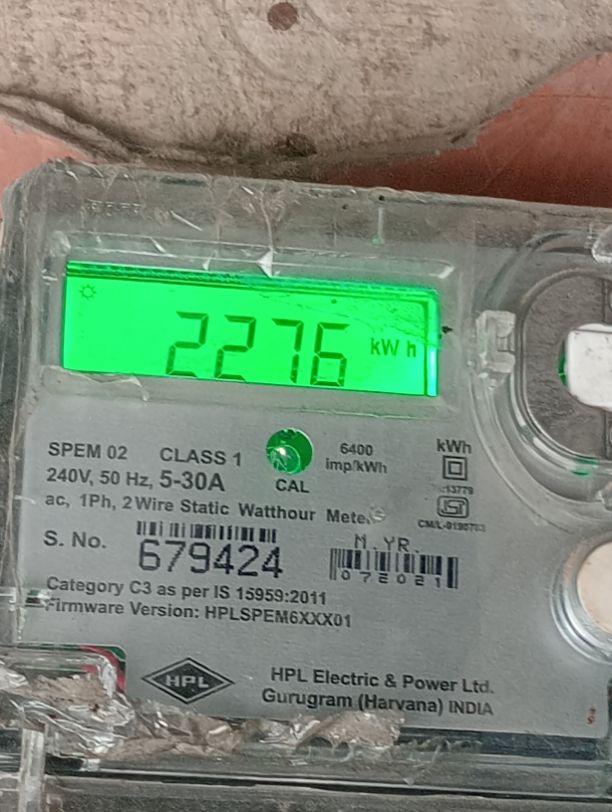 2276 kWh
SPEM 02 CLASS 1
6400
imp/kWh
kWh
240V, 50 Hz, 5-30A
CAL
13779
ac, 1Ph, 2Wire Static Watthour Meter
S. No.
679424
M.YR.
072021
Category C3 as per IS 15959:2011
Firmware Version: HPLSPEM6XXX01
HPL
HPL Electric & Power Ltd.
Gurugram (Haryana) INDIA